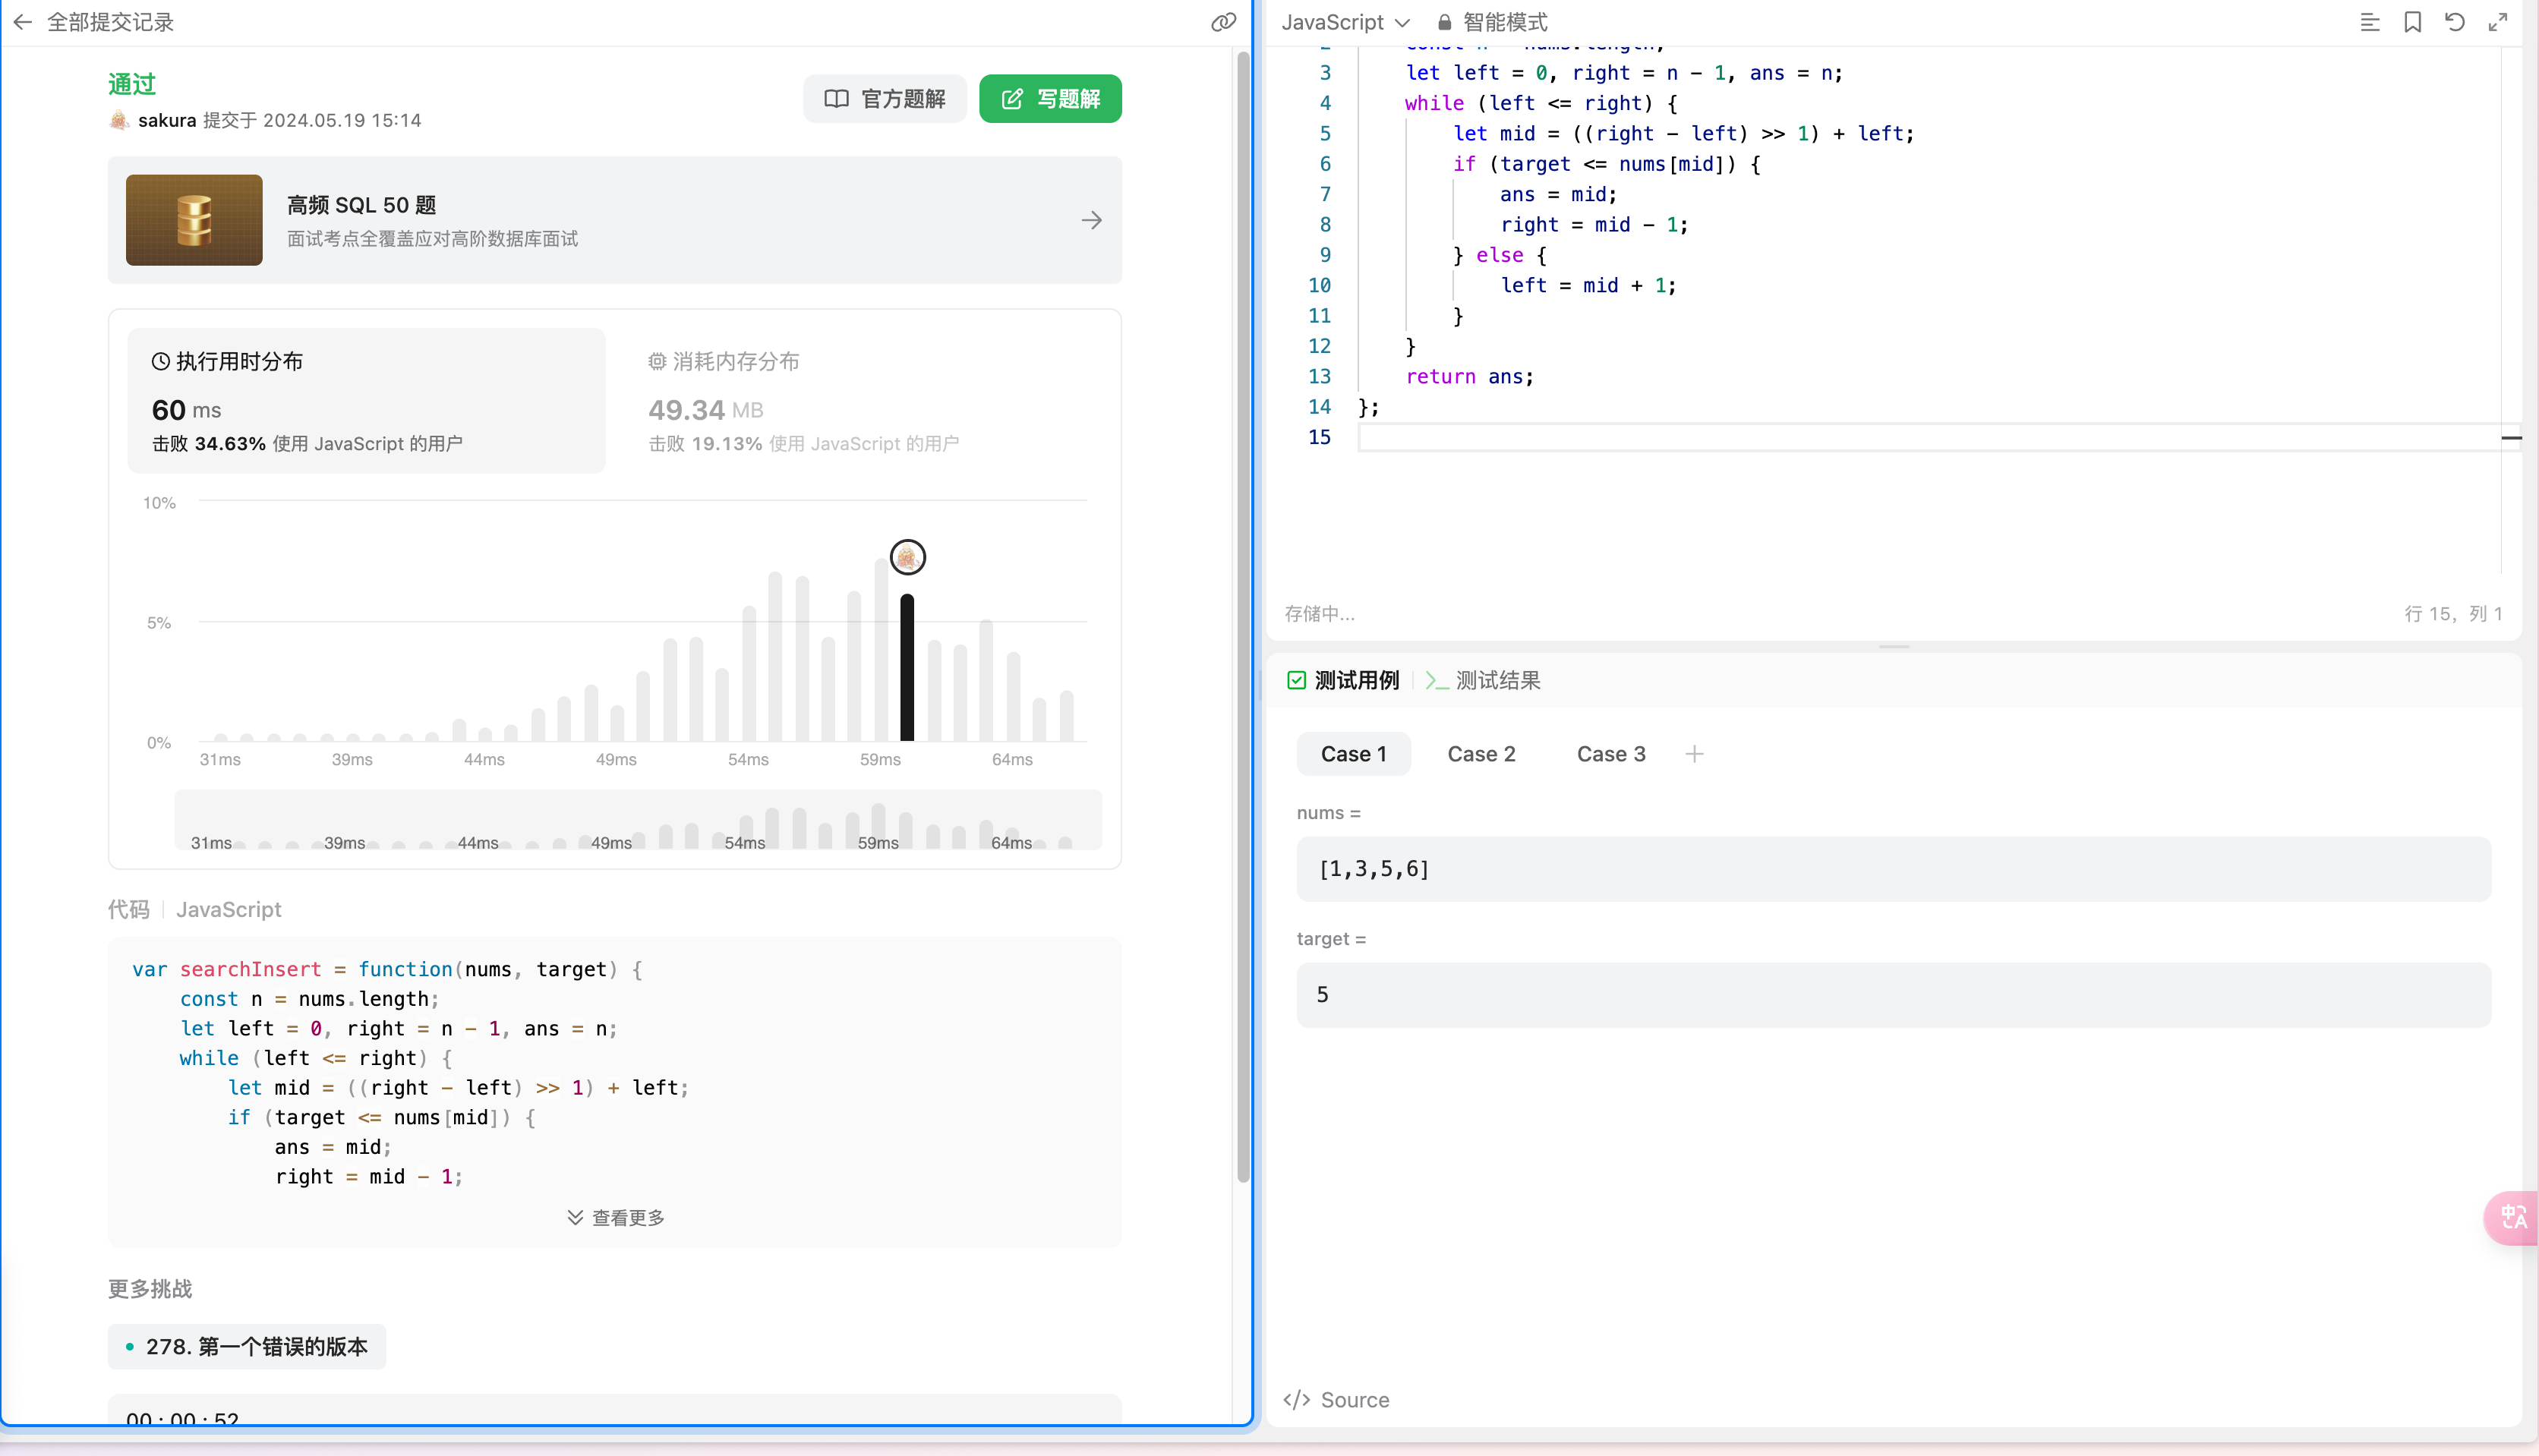 全部提交记录
通过
sakura 提交于 2024.05.19 15:14
官方题解
写题解
高频 SQL 50 题
面试考点全覆盖应对高阶数据库面试
执行用时分布
60 ms
击败 34.63% 使用 JavaScript 的用户
消耗内存分布
49.34 MB
击败 19.13% 使用 JavaScript 的用户
10%
5%
0%
31ms 39ms 44ms 49ms 54ms 59ms 64ms
31ms 39ms 44ms 49ms 54ms 59ms 64ms
代码 JavaScript
var searchInsert = function(nums, target) {
    const n = nums.length;
    let left = 0, right = n - 1, ans = n;
    while (left <= right) {
        let mid = ((right - left) >> 1) + left;
        if (target <= nums[mid]) {
            ans = mid;
            right = mid - 1;
查看更多
更多挑战
278. 第一个错误的版本
00 : 00 : 52
JavaScript 智能模式
2 const n = nums.length;
3 let left = 0, right = n - 1, ans = n;
4 while (left <= right) {
5 let mid = ((right - left) >> 1) + left;
6 if (target <= nums[mid]) {
7 ans = mid;
8 right = mid - 1;
9 } else {
10 left = mid + 1;
11 }
12 }
13 return ans;
14 };
15
存储中...
行 15, 列 1
测试用例
>_ 测试结果
Case 1 Case 2 Case 3 +
nums =
[1,3,5,6]
target =
5
</> Source
中A